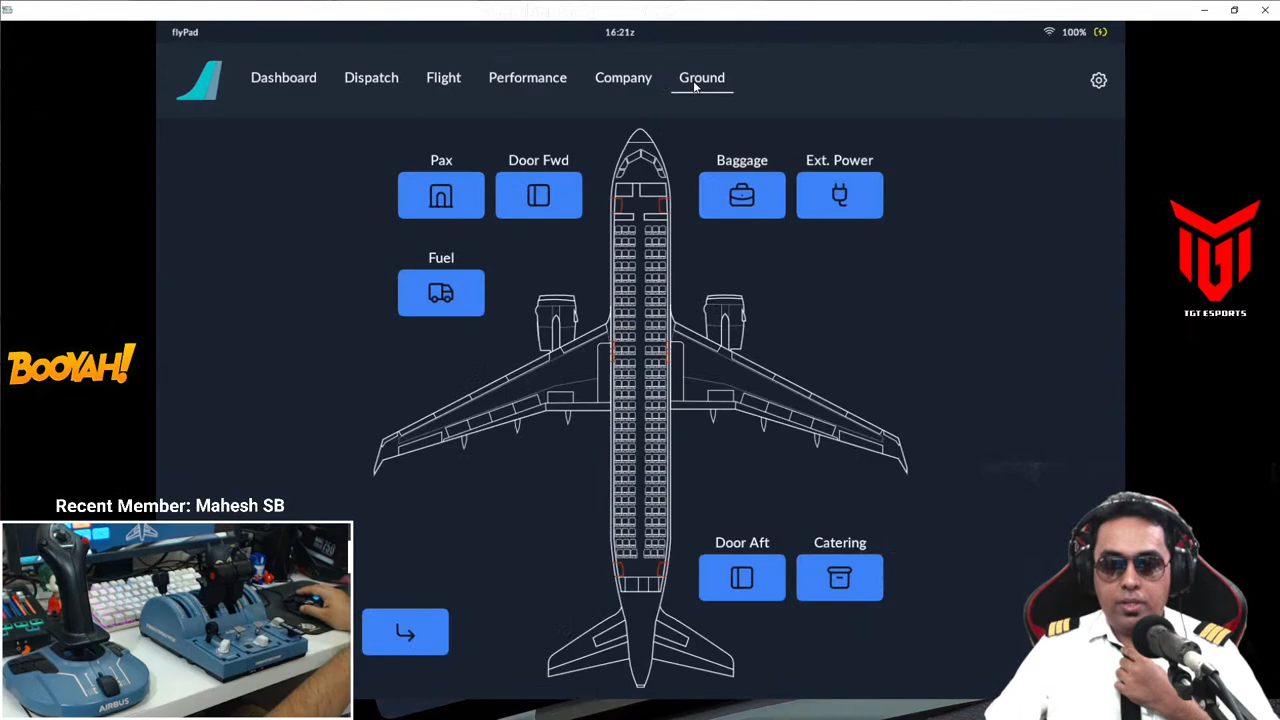 flyPad
16:21z
100%
Dashboard
Dispatch
Flight
Performance
Company
Ground
Pax
Door Fwd
Baggage
Ext. Power
Fuel
Door Aft
Catering
BOOYAH!
TGT ESPORTS
Recent Member: Mahesh SB
AIRBUS